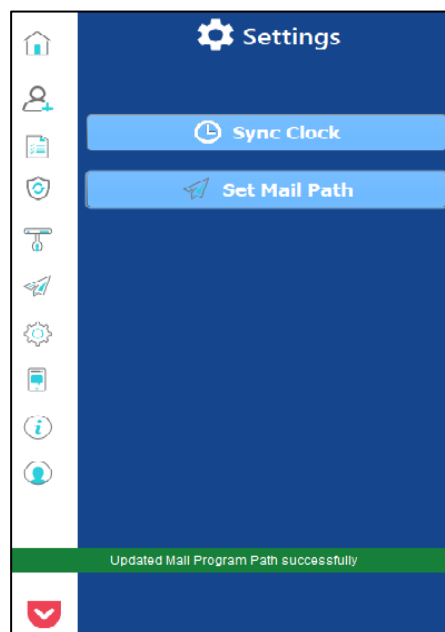 Settings
Sync Clock
Set Mail Path
Updated Mail Program Path successfully